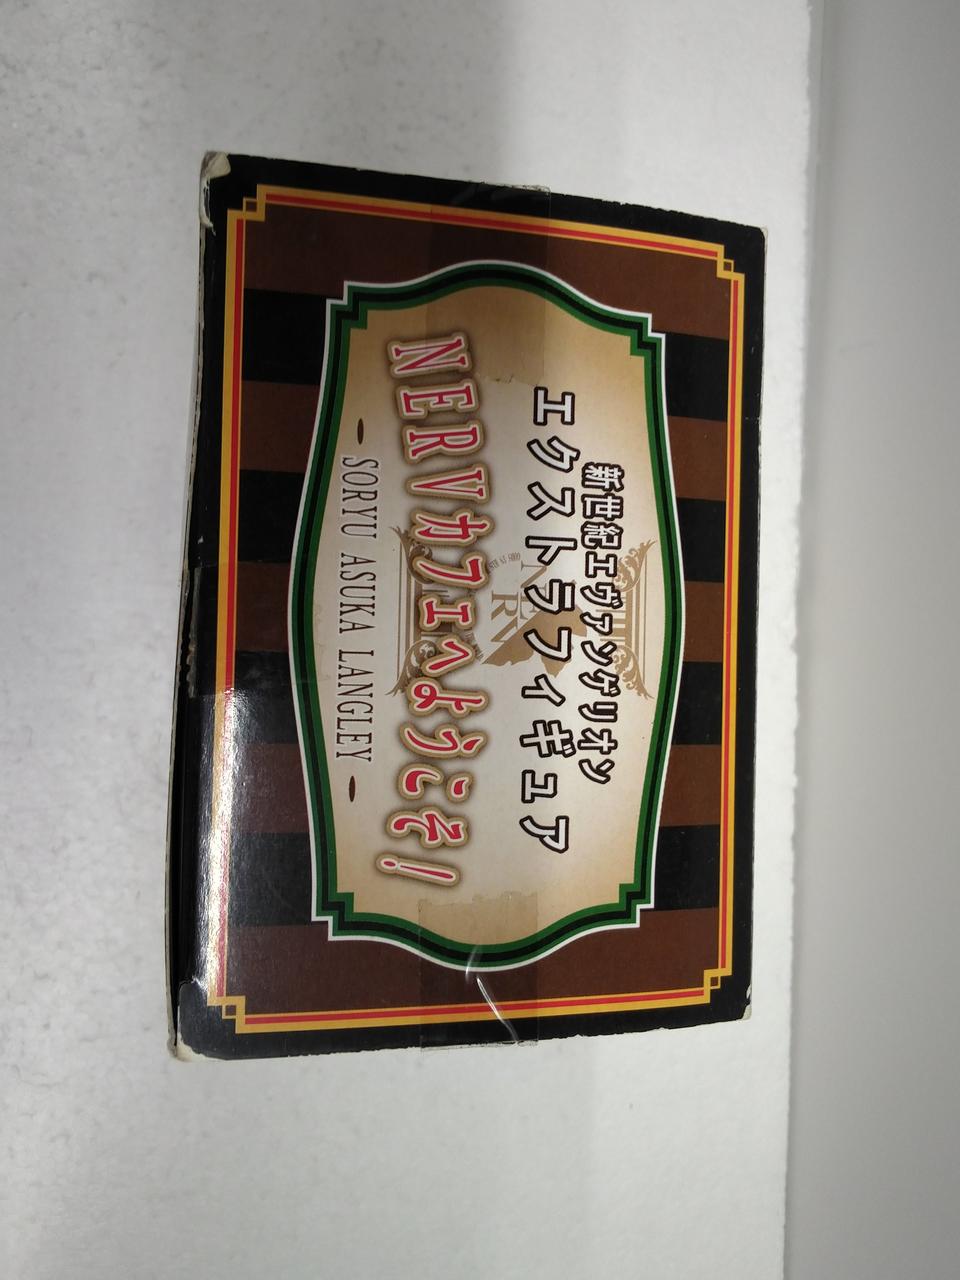 新世紀エヴァンゲリオン
エクストラフィギュア
NERVカフェへようこそ!
SORYU ASUKA LANGLEY